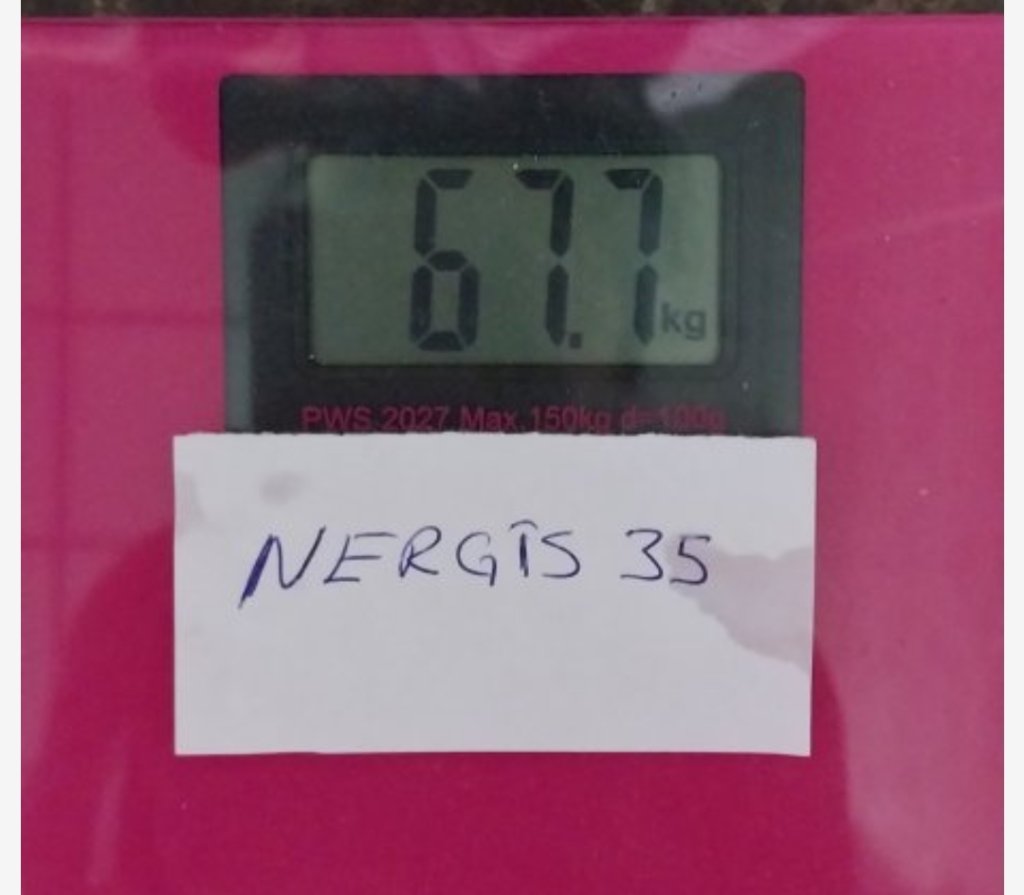 67.7 kg
PWS 2027 Max.150kg d=100g
NERGİS 35